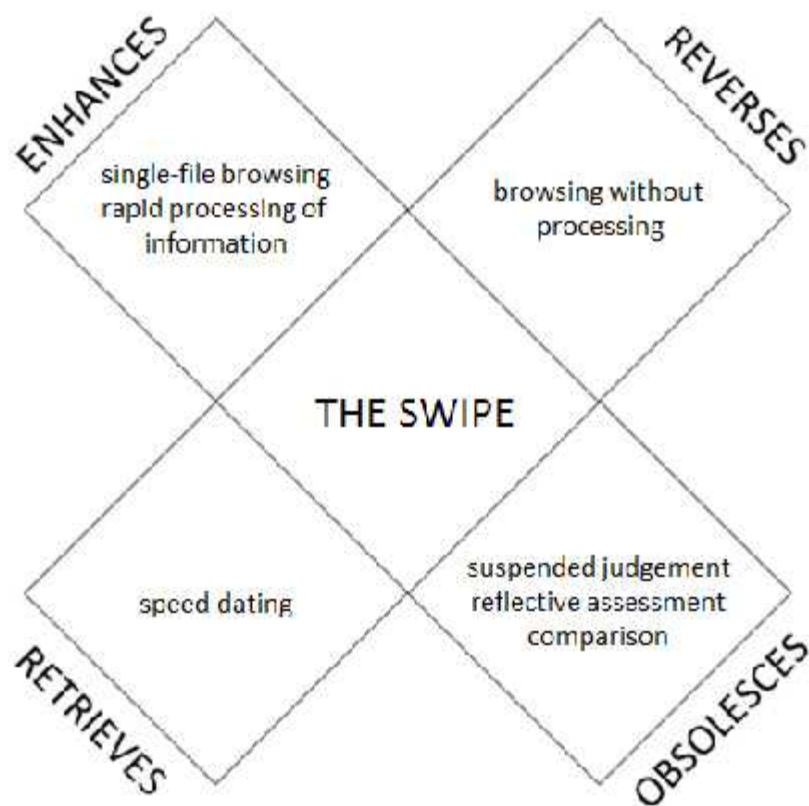 ENHANCES
single-file browsing
rapid processing of
information
REVERSES
browsing without
processing
THE SWIPE
RETRIEVES
speed dating
suspended judgement
reflective assessment
comparison
OBSOLESCES